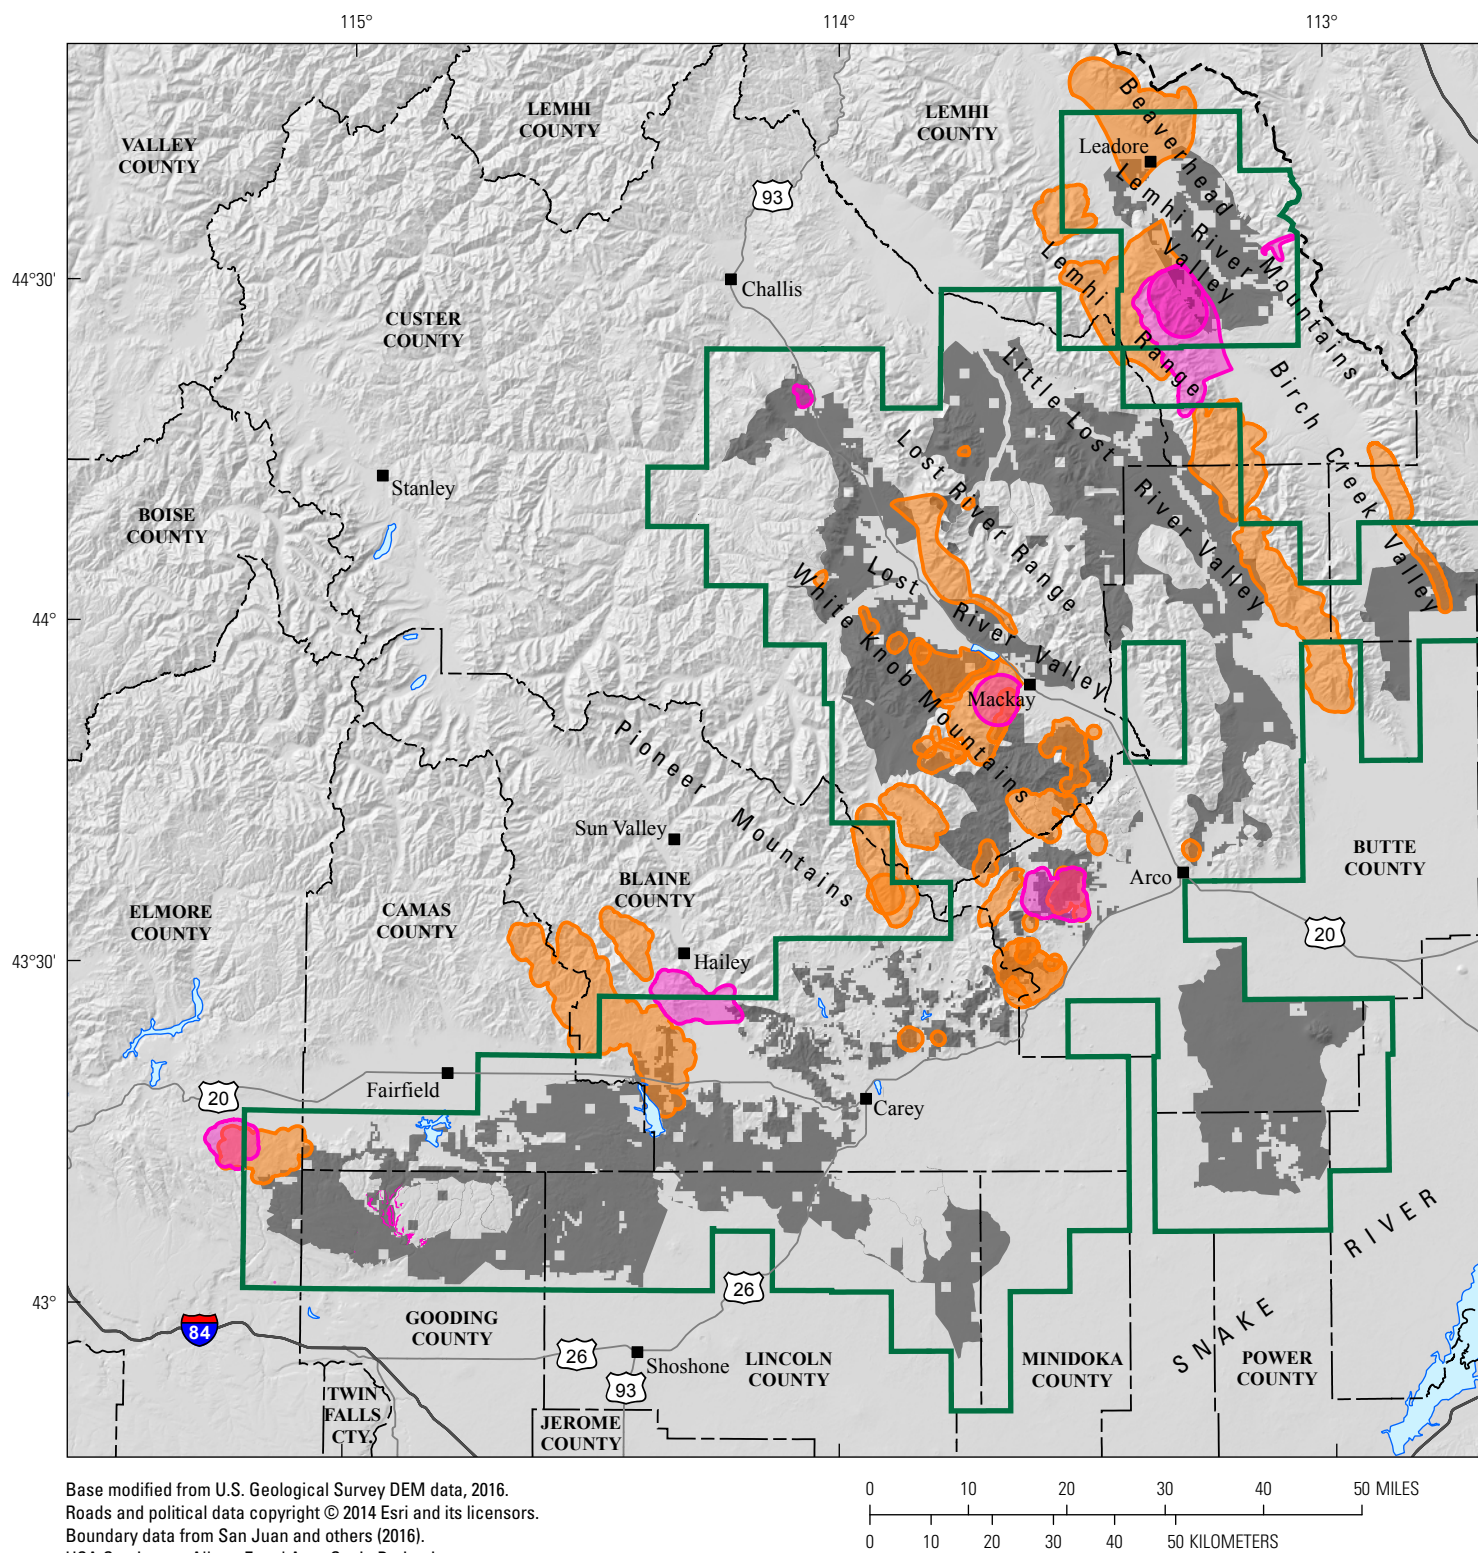 115°
114°
113°
44°30'
44°
43°30'
43°
VALLEY
COUNTY
LEMHI
COUNTY
LEMHI
COUNTY
Beaverhead Mountains
Leadore
Lemhi River Valley
93
Lemhi Range
Challis
CUSTER
COUNTY
Little Lost River Valley
Birch Creek Valley
Lost River Range
Stanley
BOISE
COUNTY
Lost River Valley
White Knob Mountains
Mackay
Pioneer Mountains
Sun Valley
BLAINE
COUNTY
Arco
BUTTE
COUNTY
ELMORE
COUNTY
CAMAS
COUNTY
20
Hailey
Fairfield
20
Carey
SNAKE RIVER
26
84
GOODING
COUNTY
26
Shoshone
93
LINCOLN
COUNTY
MINIDOKA
COUNTY
POWER
COUNTY
TWIN
FALLS
CTY.
JEROME
COUNTY
Base modified from U.S. Geological Survey DEM data, 2016.
Roads and political data copyright © 2014 Esri and its licensors.
Boundary data from San Juan and others (2016).
0 10 20 30 40 50 MILES
0 10 20 30 40 50 KILOMETERS